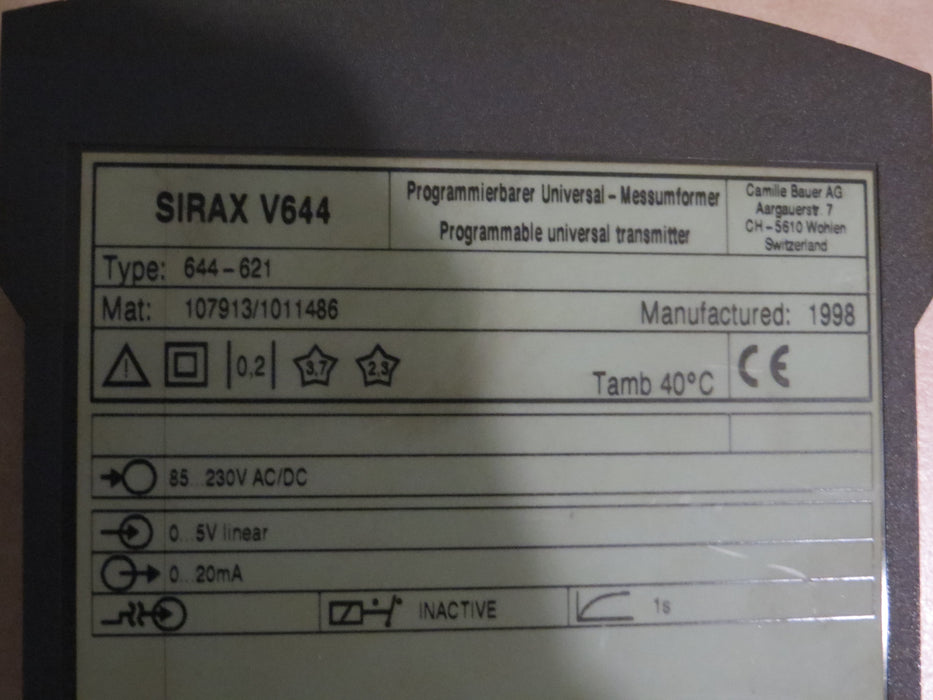 SIRAX V644
Programmierbarer Universal - Messumformer
Programmable universal transmitter
Camille Bauer AG
Aargauerstr. 7
CH - 5610 Wohlen
Switzerland
Type: 644-621
Mat: 107913/1011486
Manufactured: 1998
0,2
3,7
2,3
Tamb 40°C
CE
85...230V AC/DC
0...5V linear
0...20mA
INACTIVE
1s